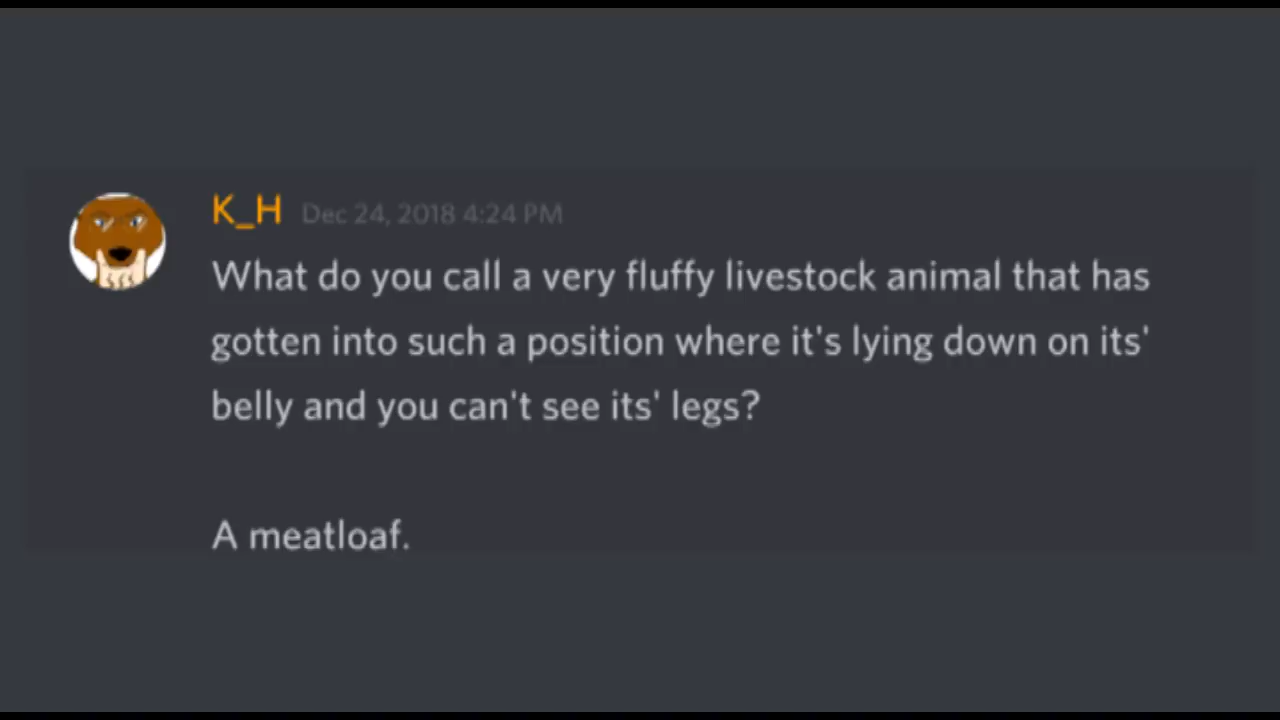 K_H Dec 24, 2018 4:24 PM
What do you call a very fluffy livestock animal that has
gotten into such a position where it's lying down on its'
belly and you can't see its' legs?
A meatloaf.